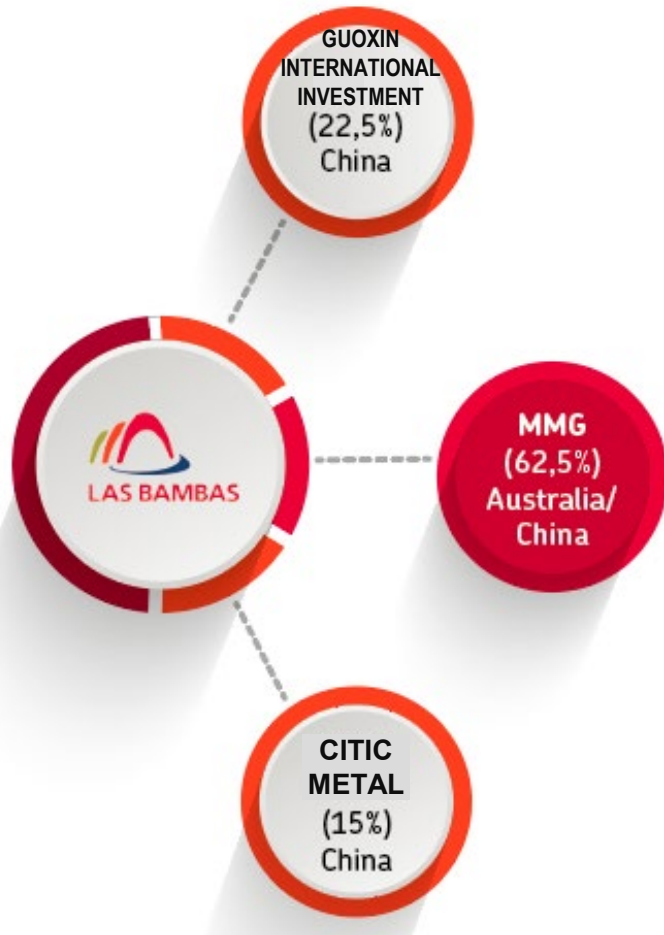 GUOXIN
INTERNATIONAL
INVESTMENT
(22,5%)
China
LAS BAMBAS
MMG
(62,5%)
Australia/
China
CITIC
METAL
(15%)
China